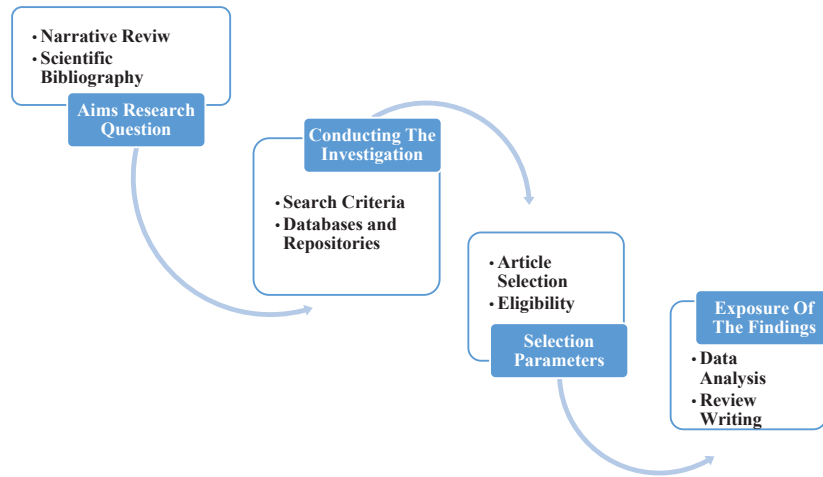 • Narrative Reviw
• Scientific
Bibliography
Aims Research
Question
Conducting The
Investigation
• Search Criteria
• Databases and
Repositories
• Article
Selection
• Eligibility
Selection
Parameters
Exposure Of
The Findings
• Data
Analysis
• Review
Writing